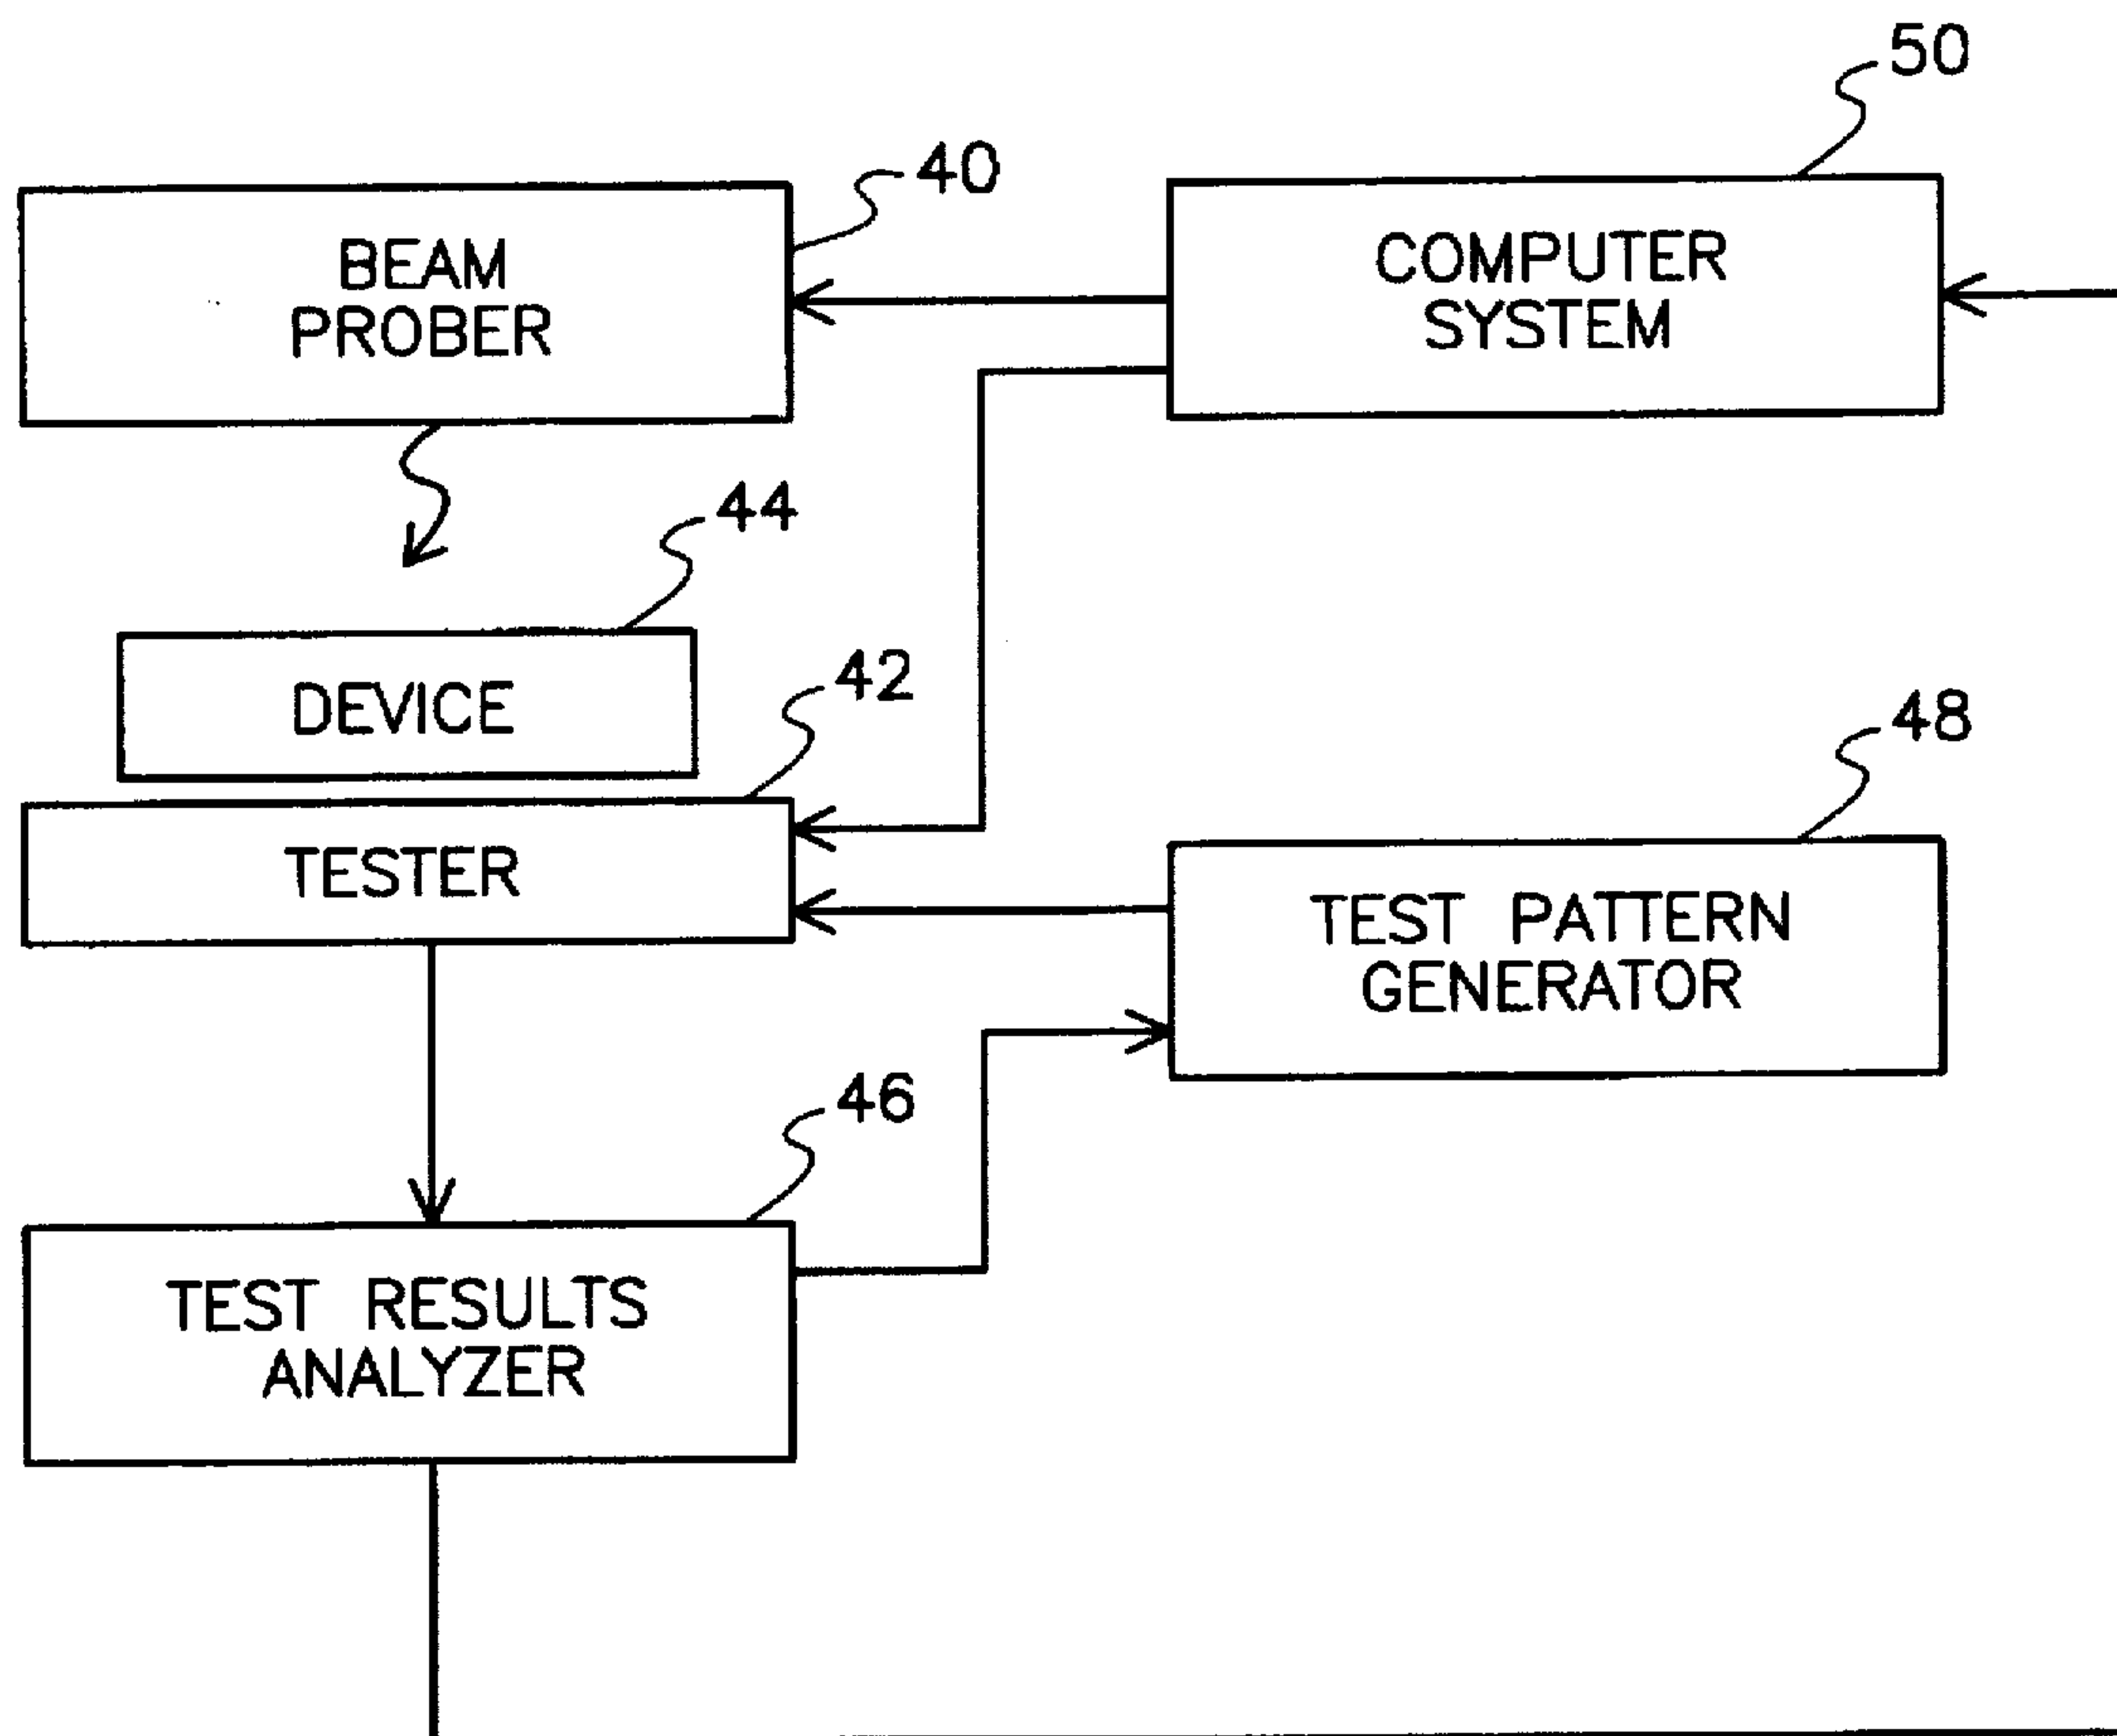 50
40
BEAM
PROBER
COMPUTER
SYSTEM
44
DEVICE
42
TESTER
48
TEST PATTERN
GENERATOR
46
TEST RESULTS
ANALYZER